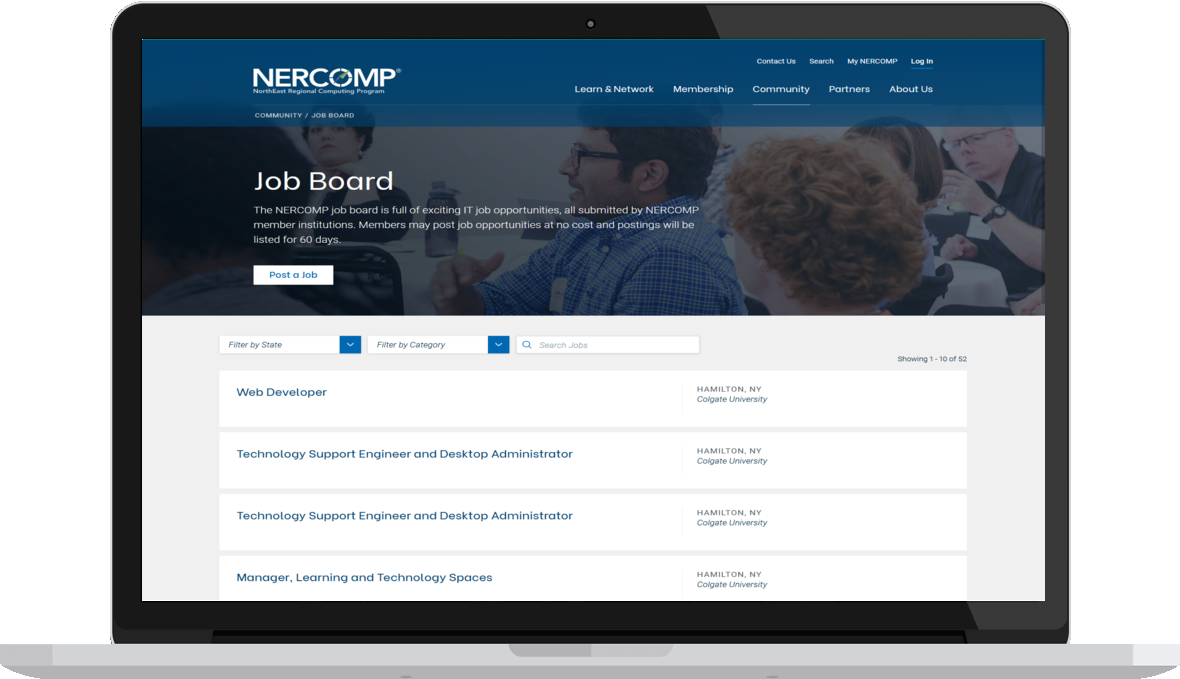 Contact Us Search My NERCOMP Log In
NERCOMP®
NorthEast Regional Computing Program
Learn & Network Membership Community Partners About Us
COMMUNITY / JOB BOARD
Job Board
The NERCOMP job board is full of exciting IT job opportunities, all submitted by NERCOMP
member institutions. Members may post job opportunities at no cost and postings will be
listed for 60 days.
Post a Job
Filter by State Filter by Category Search Jobs
Showing 1 - 10 of 52
Web Developer
HAMILTON, NY
Colgate University
Technology Support Engineer and Desktop Administrator
HAMILTON, NY
Colgate University
Technology Support Engineer and Desktop Administrator
HAMILTON, NY
Colgate University
Manager, Learning and Technology Spaces
HAMILTON, NY
Colgate University